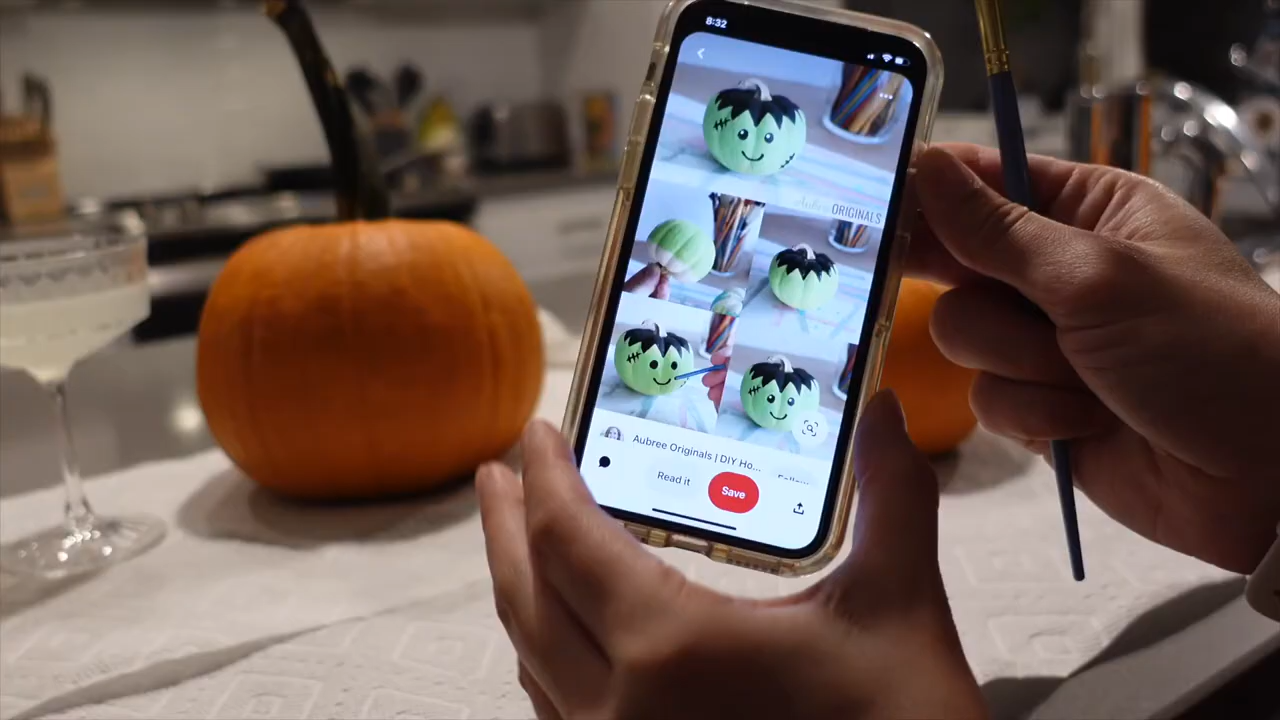 8:32
Aubree ORIGINALS
Aubree Originals | DIY Ho...
Read it
Save